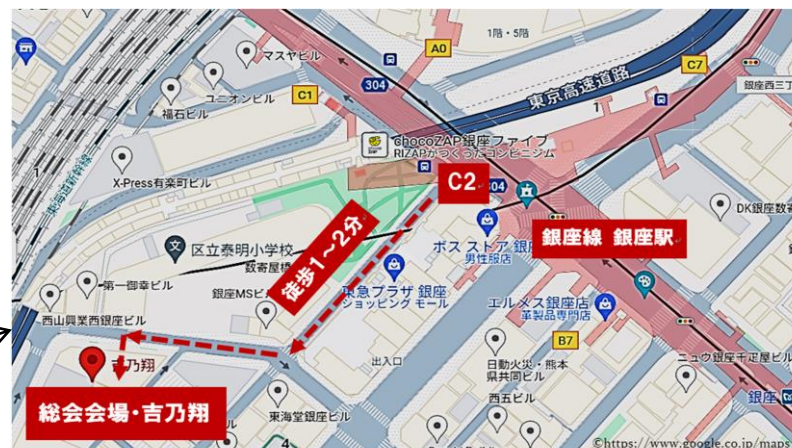 マスヤビル
1階・5階
A0
C7
304
ユニオンビル
C1
東京高速道路
1
銀座西三丁
福石ビル
chocoZAP銀座ファイブ
RIZAPがつくったコンビニジム
X-Press有楽町ビル
C2
304
DK銀座数寄
区立泰明小学校
数寄屋橋
徒歩1～2分
ボス ストア 銀座
男性服店
銀座線 銀座駅
第一御幸ビル
銀座MSビル
東急プラザ 銀座
ショッピング モール
西山興業西銀座ビル
エルメス銀座店
革製品専門店
吉乃翔
出入口
日動火災・熊本
県共同ビル
B7
ニュウ銀座千疋屋ビル
総会会場・吉乃翔
東海堂銀座ビル
西五ビル
銀座
4
©https://www.google.co.jp/maps